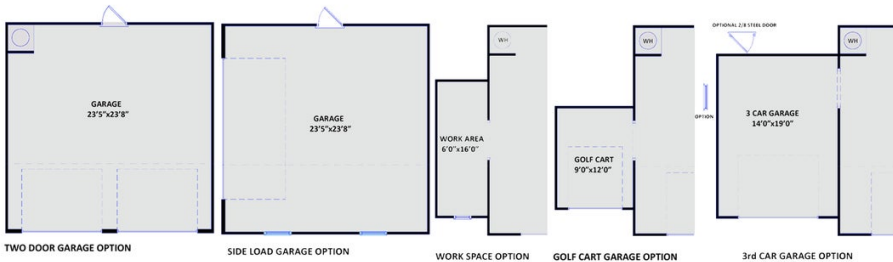 GARAGE
23'5"x23'8"
TWO DOOR GARAGE OPTION
GARAGE
23'5"x23'8"
SIDE LOAD GARAGE OPTION
WH
WORK AREA
6'0"x16'0"
WORK SPACE OPTION
WH
GOLF CART
9'0"x12'0"
GOLF CART GARAGE OPTION
OPTIONAL 2/8 STEEL DOOR
WH
OPTION
3 CAR GARAGE
14'0"x19'0"
3rd CAR GARAGE OPTION